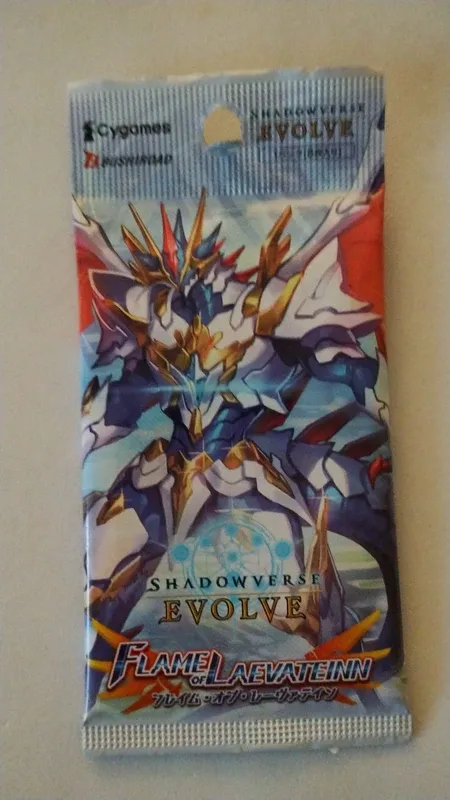 Cygames
BUSHIROAD
SHADOWVERSE
EVOLVE
SHADOWVERSE
EVOLVE
FLAME OF LAEVATEINN
フレイム・オブ・レーヴァテイン